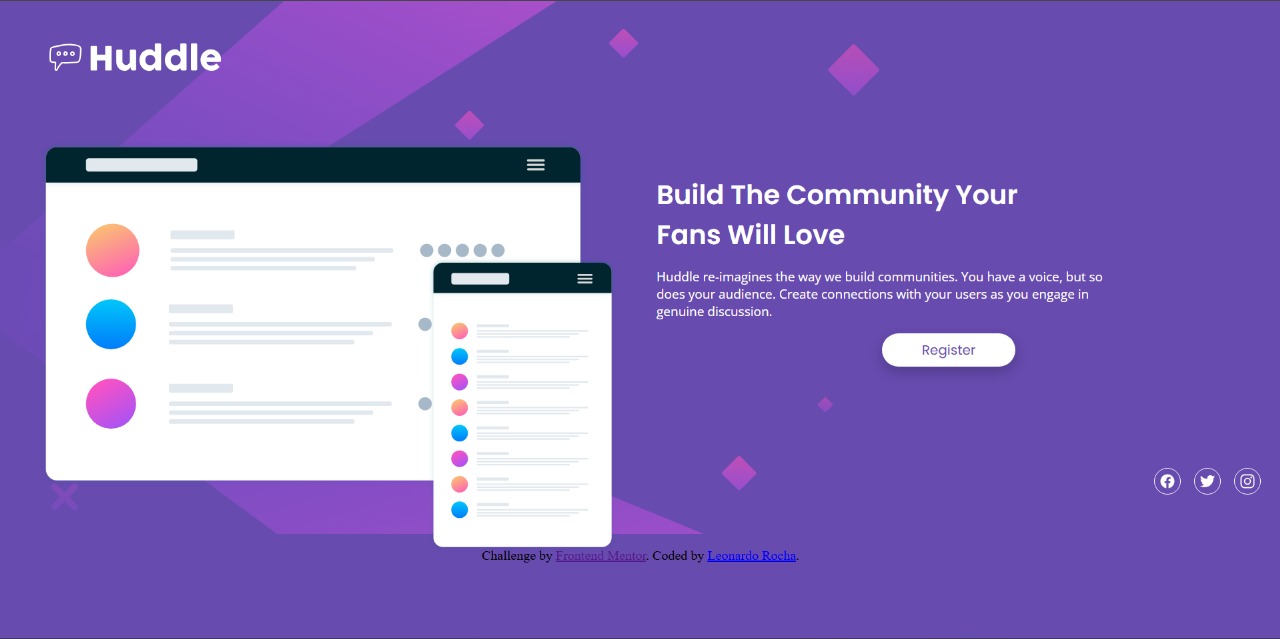 Huddle
Build The Community Your
Fans Will Love
Huddle re-imagines the way we build communities. You have a voice, but so
does your audience. Create connections with your users as you engage in
genuine discussion.
Register
Challenge by Frontend Mentor. Coded by Leonardo Rocha.